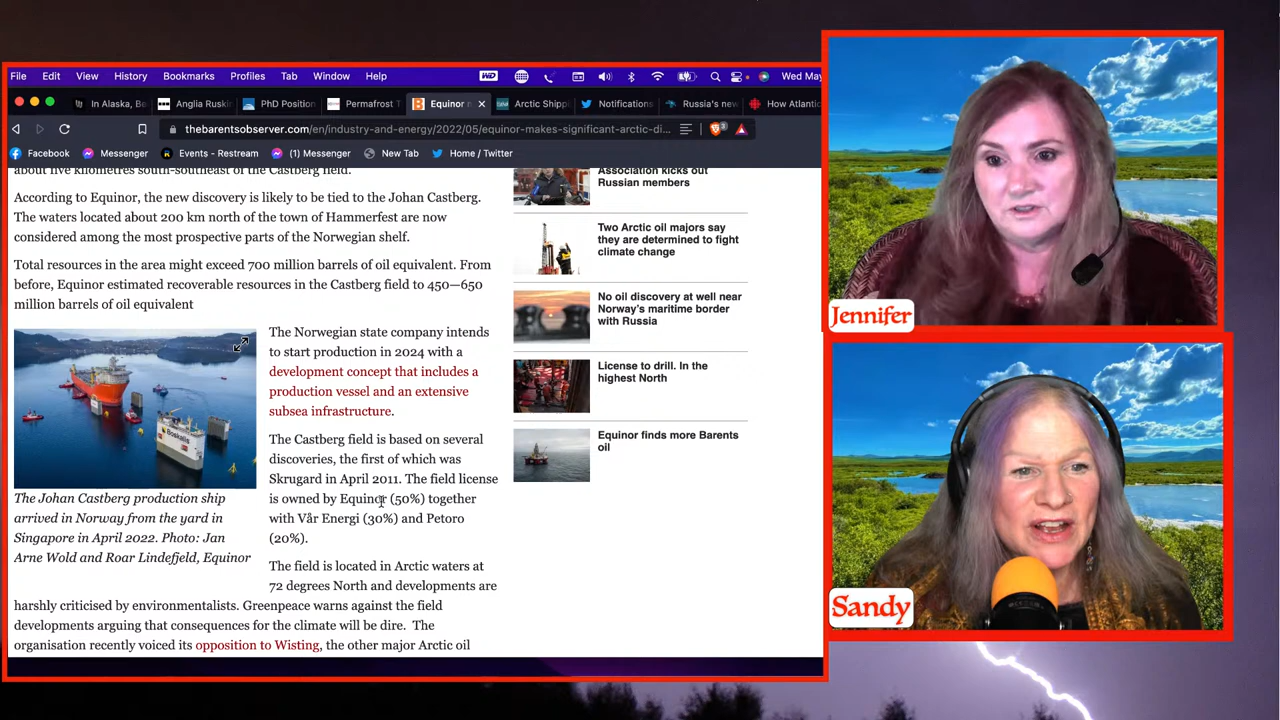 File Edit View History Bookmarks Profiles Tab Window Help WD Wed May
In Alaska, Be Anglia Ruskin PhD Position Permafrost T Equinor n Arctic Shipp Notifications Russia's new How Atlantic
thebarentsobserver.com/en/industry-and-energy/2022/05/equinor-makes-significant-arctic-di... 3
Facebook Messenger Events - Restream (1) Messenger New Tab Home / Twitter
about five kilometres south-southeast of the Castberg field.
According to Equinor, the new discovery is likely to be tied to the Johan Castberg.
The waters located about 200 km north of the town of Hammerfest are now
considered among the most prospective parts of the Norwegian shelf.
Total resources in the area might exceed 700 million barrels of oil equivalent. From
before, Equinor estimated recoverable resources in the Castberg field to 450—650
million barrels of oil equivalent
The Norwegian state company intends
to start production in 2024 with a
development concept that includes a
production vessel and an extensive
subsea infrastructure.
The Castberg field is based on several
discoveries, the first of which was
Skrugard in April 2011. The field license
is owned by Equinor (50%) together
with Vår Energi (30%) and Petoro
(20%).
The field is located in Arctic waters at
72 degrees North and developments are
harshly criticised by environmentalists. Greenpeace warns against the field
developments arguing that consequences for the climate will be dire. The
organisation recently voiced its opposition to Wisting, the other major Arctic oil
Boskalis
The Johan Castberg production ship
arrived in Norway from the yard in
Singapore in April 2022. Photo: Jan
Arne Wold and Roar Lindefjeld, Equinor
Association kicks out
Russian members
Two Arctic oil majors say
they are determined to fight
climate change
No oil discovery at well near
Norway's maritime border
with Russia
License to drill. In the
highest North
Equinor finds more Barents
oil
Jennifer
Sandy